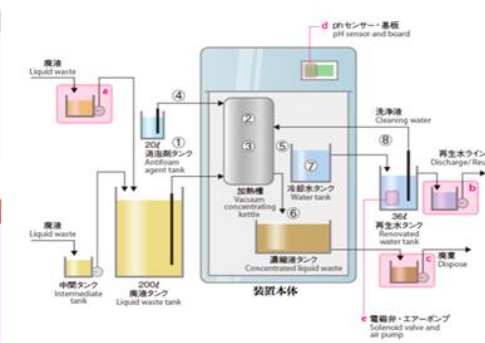 d phセンサー・基板
pH sensor and board
廃液
Liquid waste
a
④
20ℓ
消泡剤タンク
Antifoam
agent tank
①
②
③
加熱槽
Vacuum
concentrating
kettle
⑤
⑦
冷却水タンク
Water tank
⑥
濃縮液タンク
Concentrated liquid waste
装置本体
洗浄液
Cleaning water
⑧
再生水ライン
Discharge/Reu
b
36ℓ
再生水タンク
Renovated
water tank
廃棄
Dispose
c
e 電磁弁・エアーポンプ
Solenoid valve and
air pump
廃液
Liquid waste
中間タンク
Intermediate
tank
200ℓ
廃液タンク
Liquid waste tank